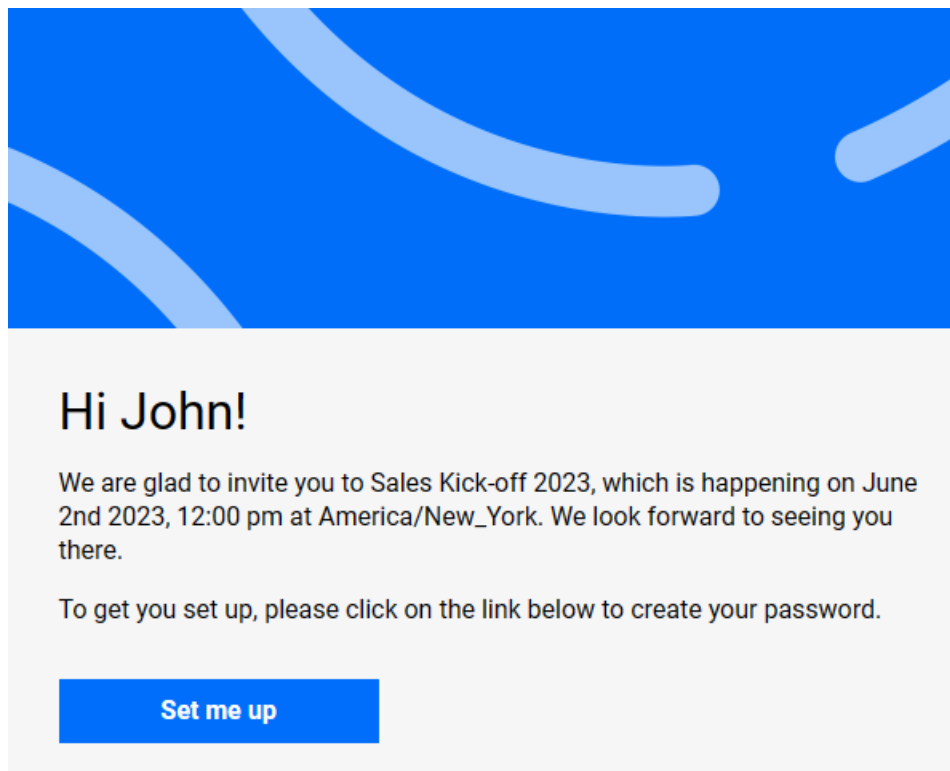 Hi John!
We are glad to invite you to Sales Kick-off 2023, which is happening on June
2nd 2023, 12:00 pm at America/New_York. We look forward to seeing you
there.
To get you set up, please click on the link below to create your password.
Set me up